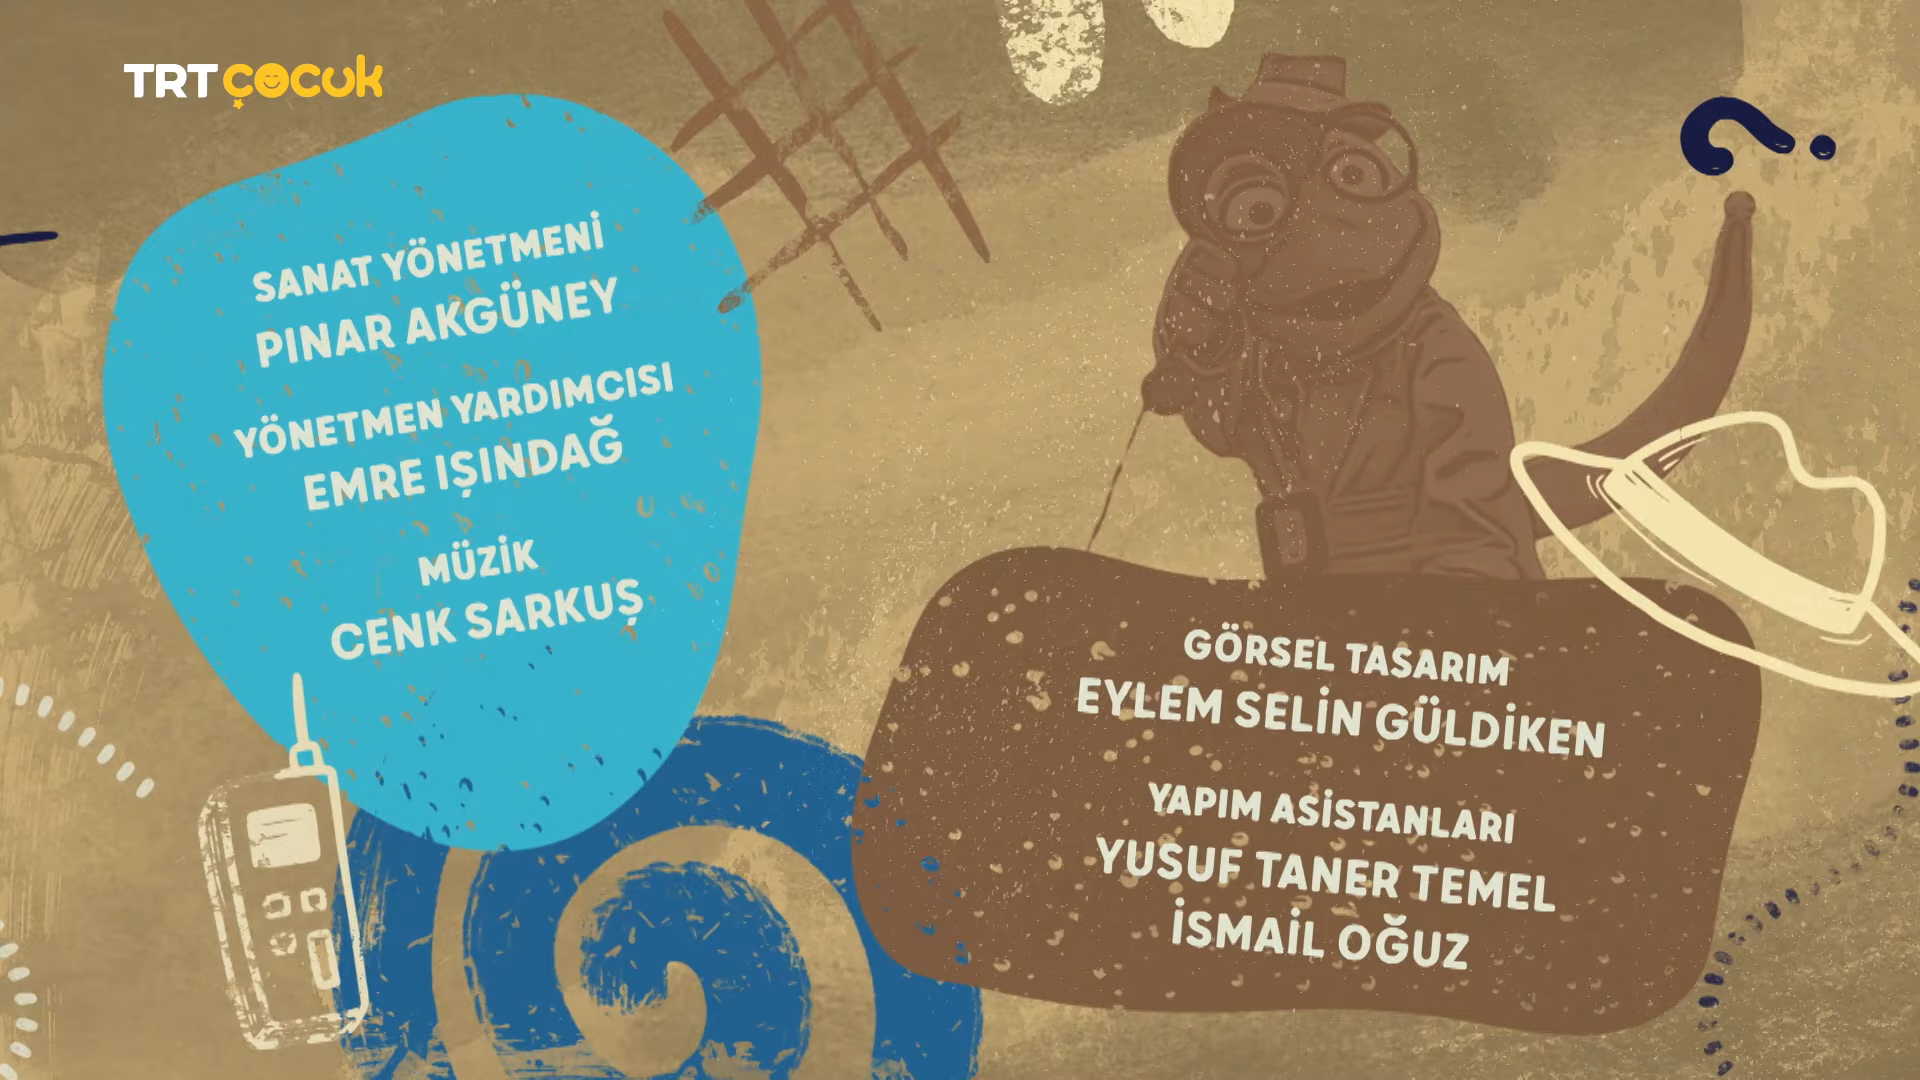 TRT çocuk
SANAT YÖNETMENİ
PINAR AKGÜNEY
YÖNETMEN YARDIMCISI
EMRE IŞINDAĞ
MÜZİK
CENK SARKUŞ
?
GÖRSEL TASARIM
EYLEM SELİN GÜLDİKEN
YAPIM ASİSTANLARI
YUSUF TANER TEMEL
İSMAİL OĞUZ